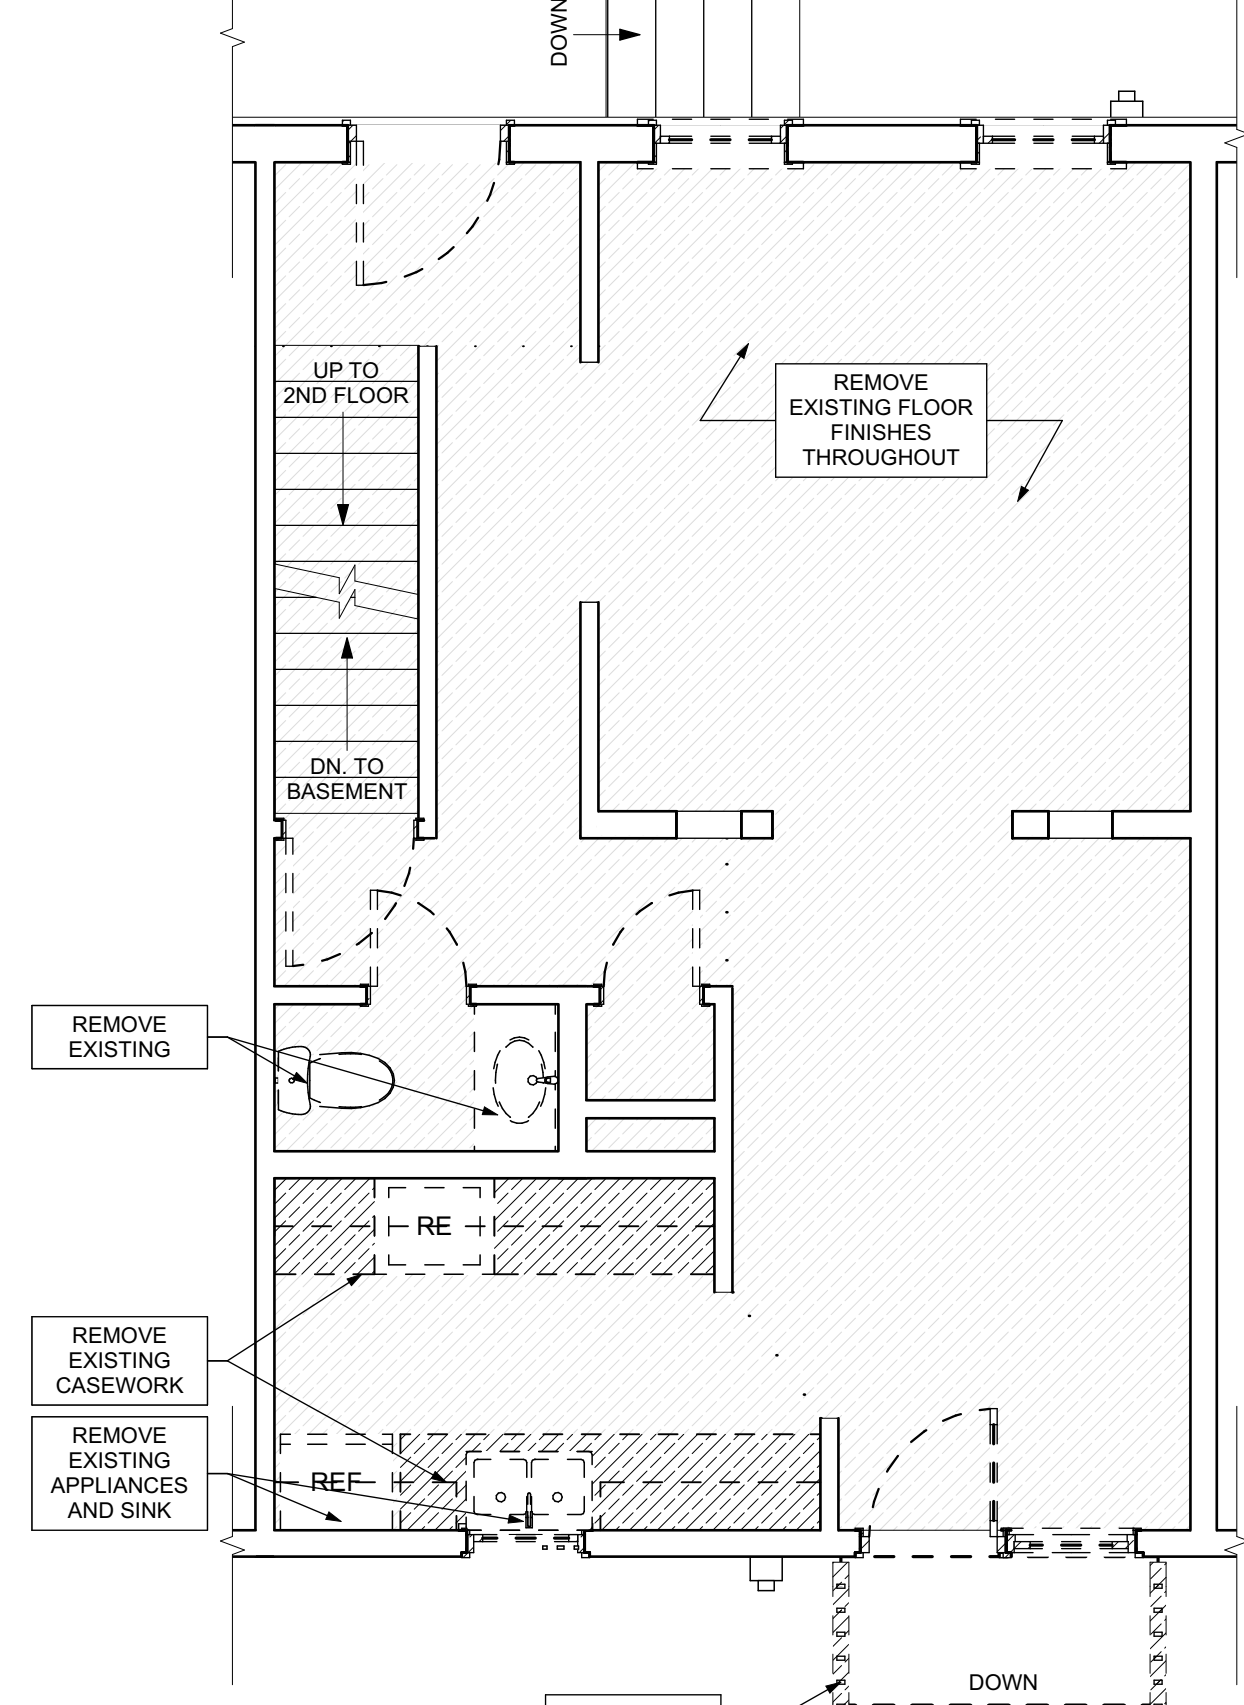 DOWN
UP TO
2ND FLOOR
REMOVE
EXISTING FLOOR
FINISHES
THROUGHOUT
DN. TO
BASEMENT
REMOVE
EXISTING
RE
REMOVE
EXISTING
CASEWORK
REMOVE
EXISTING
APPLIANCES
AND SINK
REF
DOWN